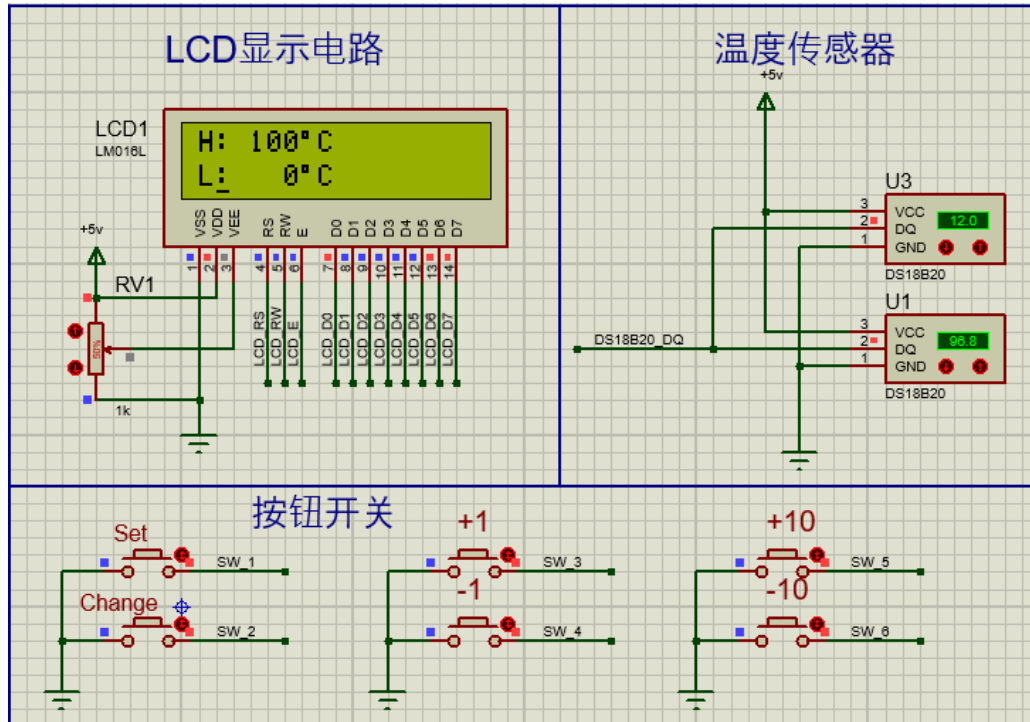 LCD显示电路
LCD1
LM016L
H: 100°C
L: 0°C
VSS
VDD
VEE
RS
RW
E
D0
D1
D2
D3
D4
D5
D6
D7
1
2
3
4
5
6
7
8
9
10
11
12
13
14
+5v
RV1
50%
1k
LCD_RS
LCD_RW
LCD_E
LCD_D0
LCD_D1
LCD_D2
LCD_D3
LCD_D4
LCD_D5
LCD_D6
LCD_D7
温度传感器
+5v
U3
3 VCC
2 DQ
1 GND
12.0
DS18B20
U1
3 VCC
2 DQ
1 GND
96.8
DS18B20
DS18B20_DQ
按钮开关
Set
SW_1
Change
SW_2
+1
SW_3
-1
SW_4
+10
SW_5
-10
SW_6